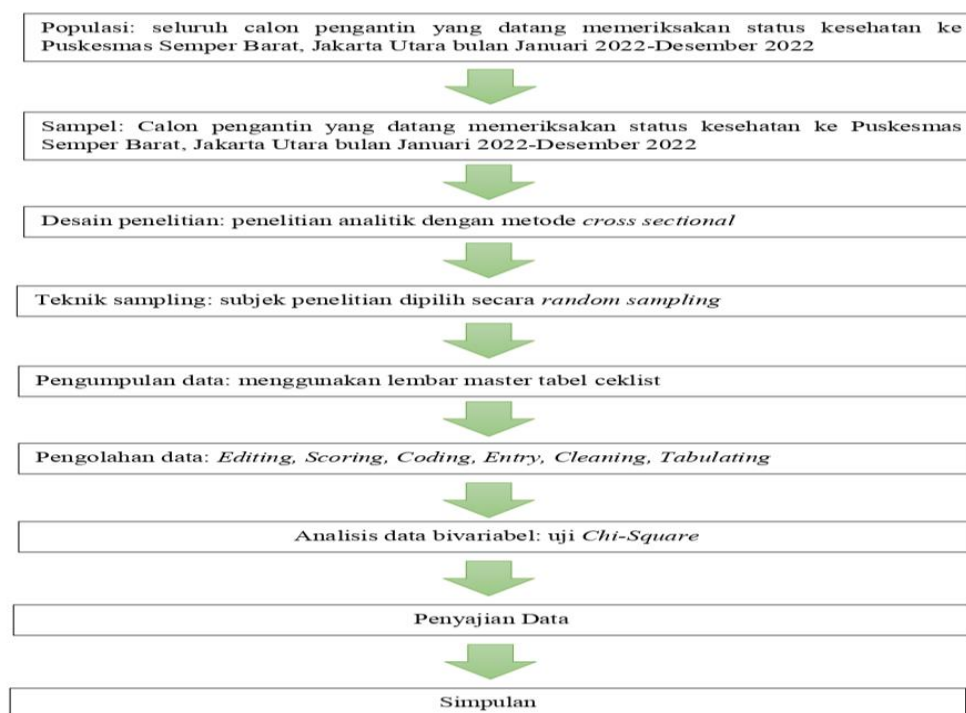 Populasi: seluruh calon pengantin yang datang memeriksakan status kesehatan ke
Puskesmas Semper Barat, Jakarta Utara bulan Januari 2022-Desember 2022
Sampel: Calon pengantin yang datang memeriksakan status kesehatan ke Puskesmas
Semper Barat, Jakarta Utara bulan Januari 2022-Desember 2022
Desain penelitian: penelitian analitik dengan metode cross sectional
Teknik sampling: subjek penelitian dipilih secara random sampling
Pengumpulan data: menggunakan lembar master tabel ceklist
Pengolahan data: Editing, Scoring, Coding, Entry, Cleaning, Tabulating
Analisis data bivariabel: uji Chi-Square
Penyajian Data
Simpulan